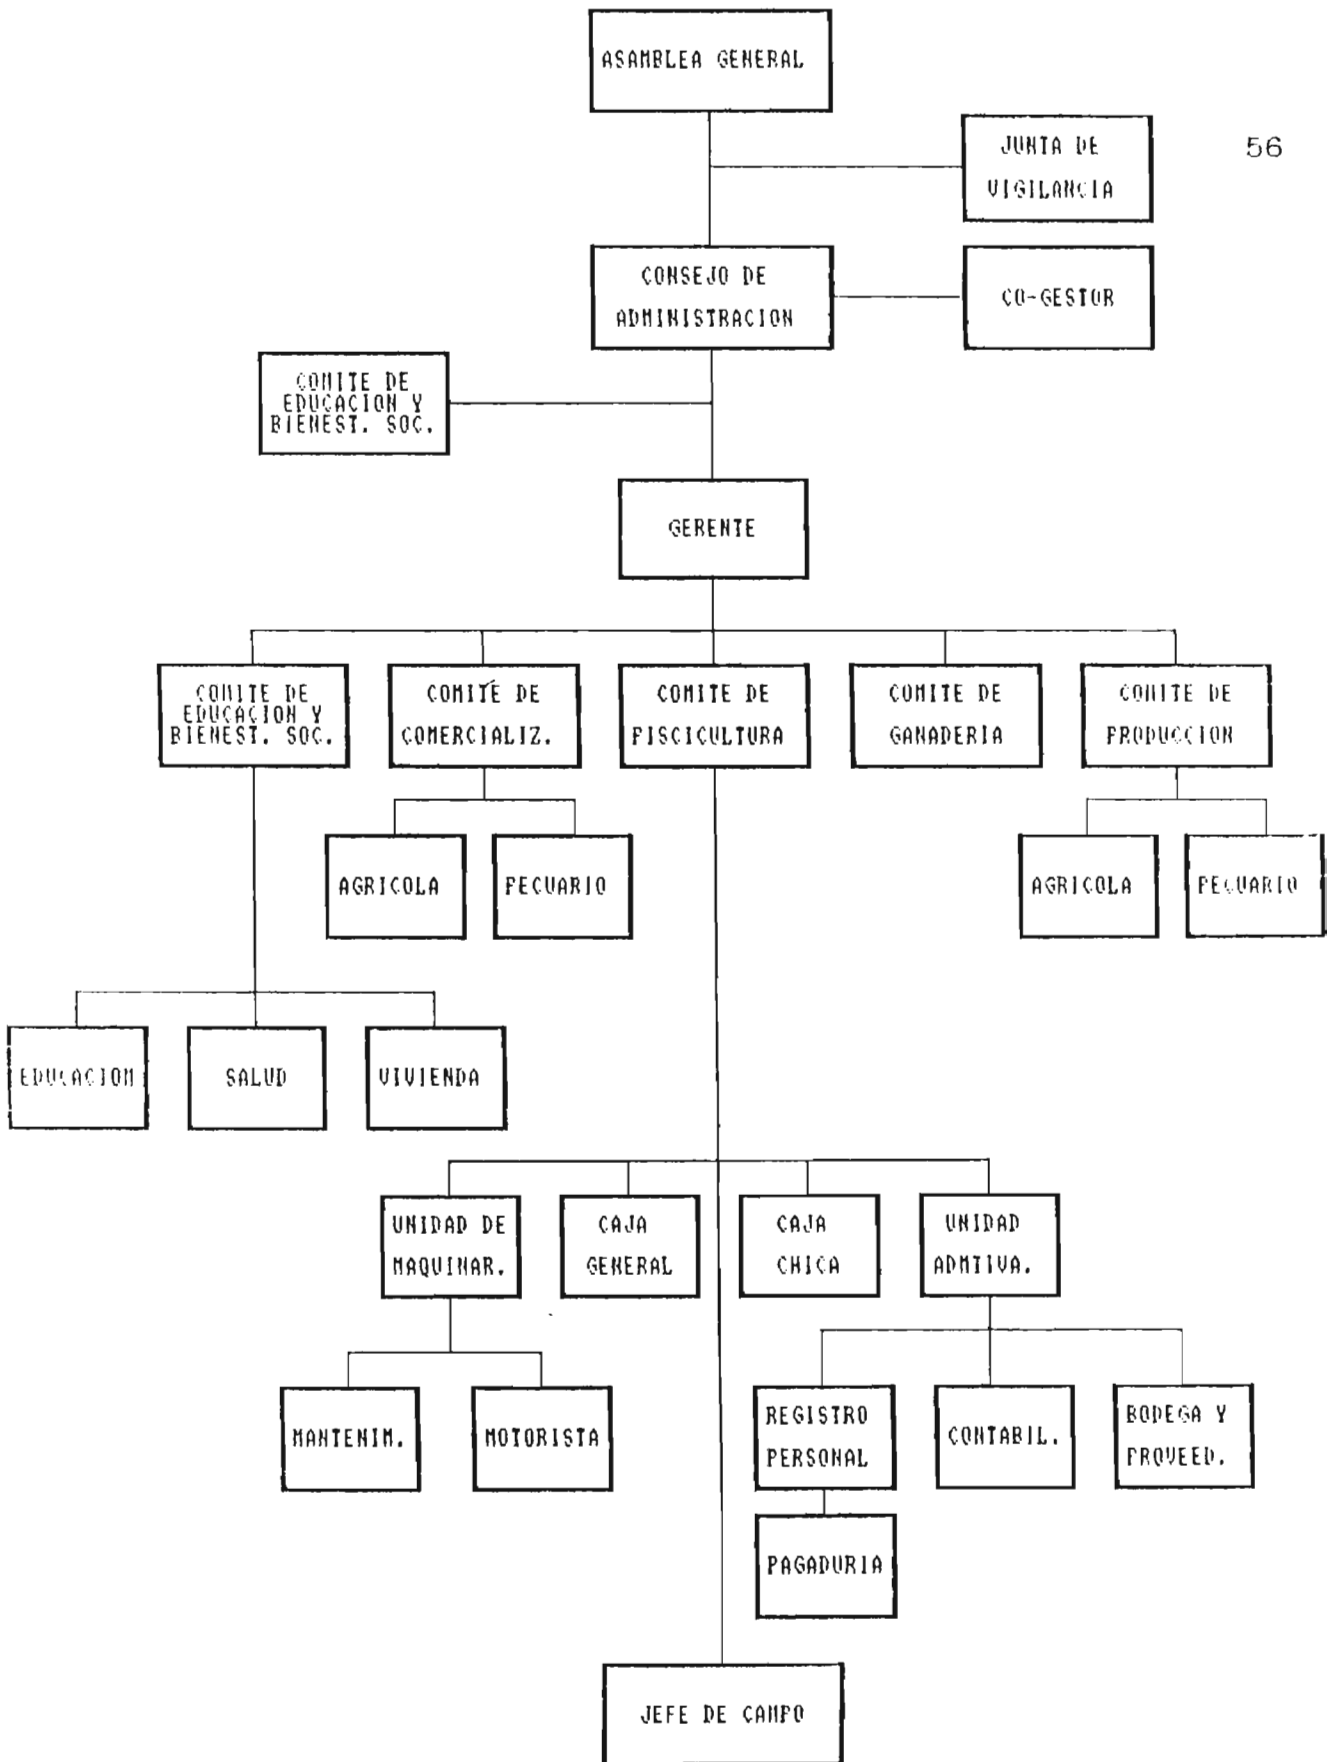 ASAMBLEA GENERAL
56
JUNTA DE
VIGILANCIA
CONSEJO DE
ADMINISTRACION
CO-GESTOR
COMITE DE
EDUCACION Y
BIENEST. SOC.
GERENTE
COMITE DE
EDUCACION Y
BIENEST. SOC.
COMITÉ DE
COMERCIALIZ.
COMITE DE
PISCICULTURA
COMITE DE
GANADERIA
COMITE DE
PRODUCCION
AGRICOLA
PECUARIO
AGRICOLA
PECUARIO
EDUCACION
SALUD
VIVIENDA
UNIDAD DE
MAQUINAR.
CAJA
GENERAL
CAJA
CHICA
UNIDAD
ADMTIVA.
MANTENIM.
MOTORISTA
REGISTRO
PERSONAL
CONTABIL.
BODEGA Y
PROVEED.
PAGADURIA
JEFE DE CAMPO